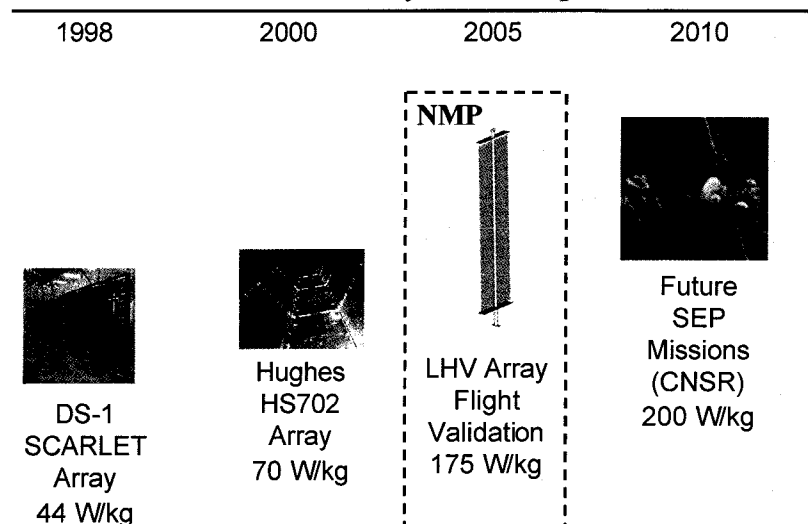 1998
2000
2005
2010
DS-1
SCARLET
Array
44 W/kg
Hughes
HS702
Array
70 W/kg
NMP
LHV Array
Flight
Validation
175 W/kg
Future
SEP
Missions
(CNSR)
200 W/kg